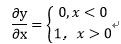 ∂y/∂x = { 0, x < 0
1, x > 0